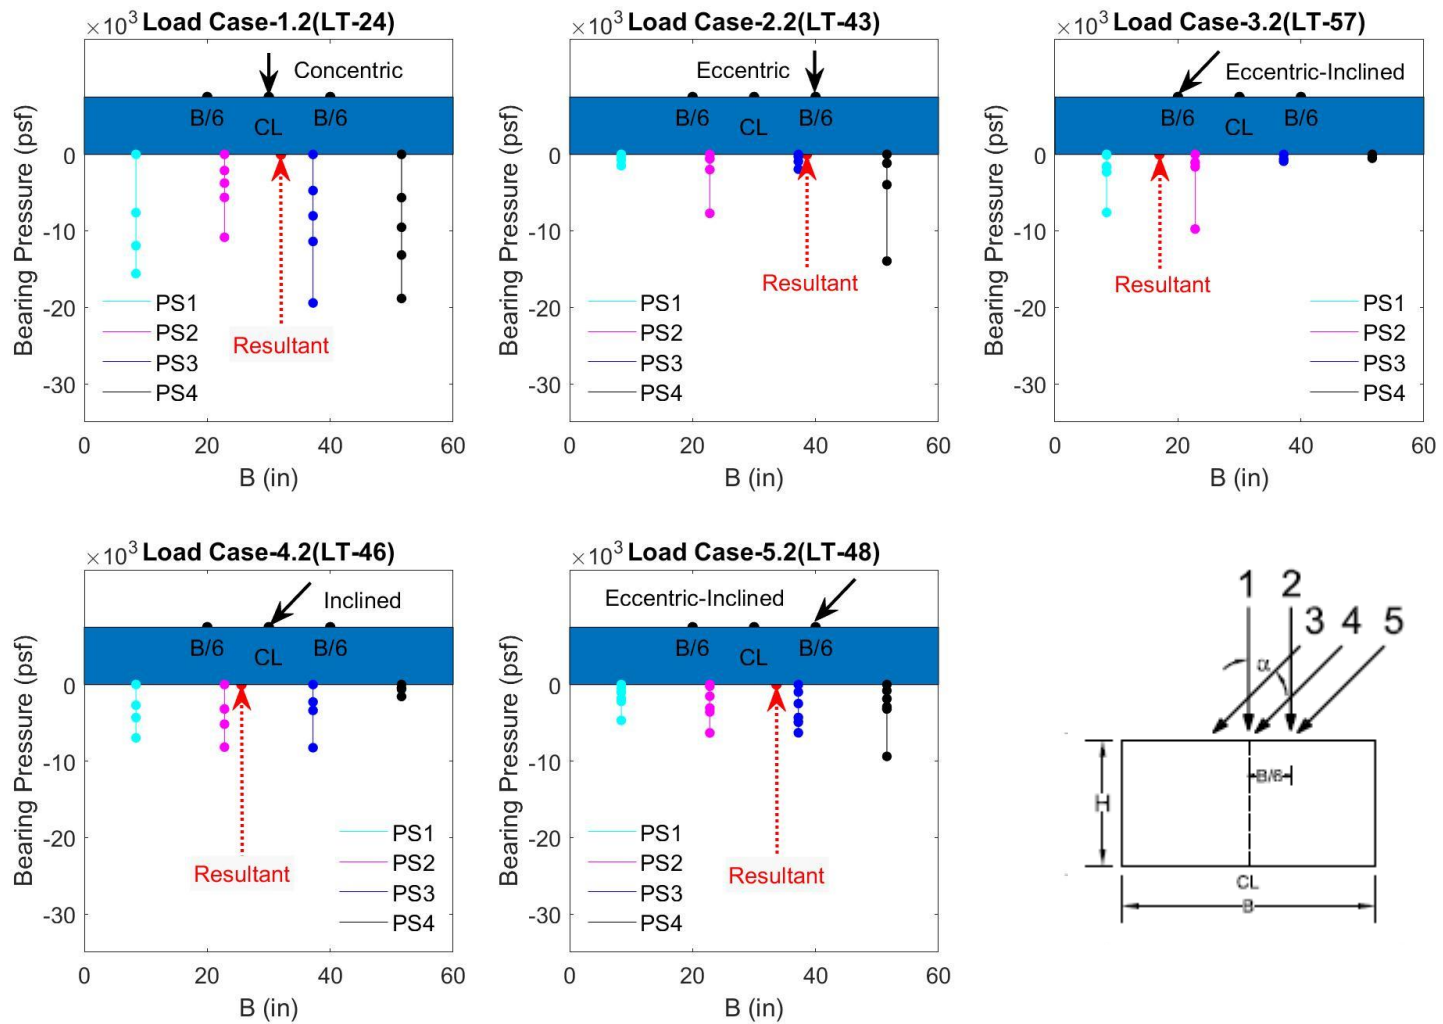 ×10³ Load Case-1.2(LT-24)
Concentric
B/6 CL B/6
0
-10
-20
-30
Bearing Pressure (psf)
PS1
PS2
PS3
PS4
Resultant
0 20 40 60
B (in)
×10³ Load Case-2.2(LT-43)
Eccentric
B/6 CL B/6
0
-10
-20
-30
Bearing Pressure (psf)
Resultant
PS1
PS2
PS3
PS4
0 20 40 60
B (in)
×10³ Load Case-3.2(LT-57)
Eccentric-Inclined
B/6 CL B/6
0
-10
-20
-30
Bearing Pressure (psf)
Resultant
PS1
PS2
PS3
PS4
0 20 40 60
B (in)
×10³ Load Case-4.2(LT-46)
Inclined
B/6 CL B/6
0
-10
-20
-30
Bearing Pressure (psf)
PS1
PS2
PS3
PS4
Resultant
0 20 40 60
B (in)
×10³ Load Case-5.2(LT-48)
Eccentric-Inclined
B/6 CL B/6
0
-10
-20
-30
Bearing Pressure (psf)
PS1
PS2
PS3
PS4
Resultant
0 20 40 60
B (in)
1 2
3 4 5
α
B/6
H
CL
B